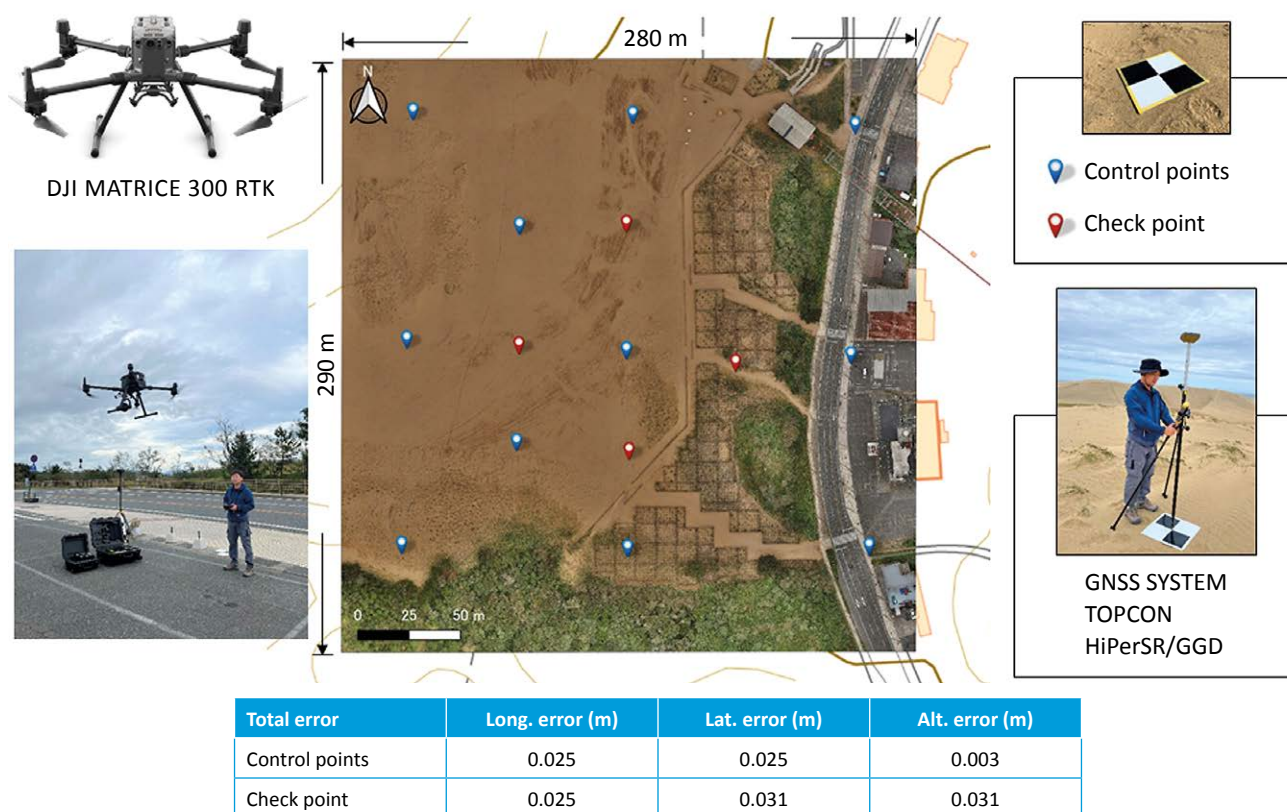 280 m
N
DJI MATRICE 300 RTK
Control points
Check point
290 m
0 25 50 m
GNSS SYSTEM
TOPCON
HiPerSR/GGD
Total error Long. error (m) Lat. error (m) Alt. error (m)
Control points 0.025 0.025 0.003
Check point 0.025 0.031 0.031